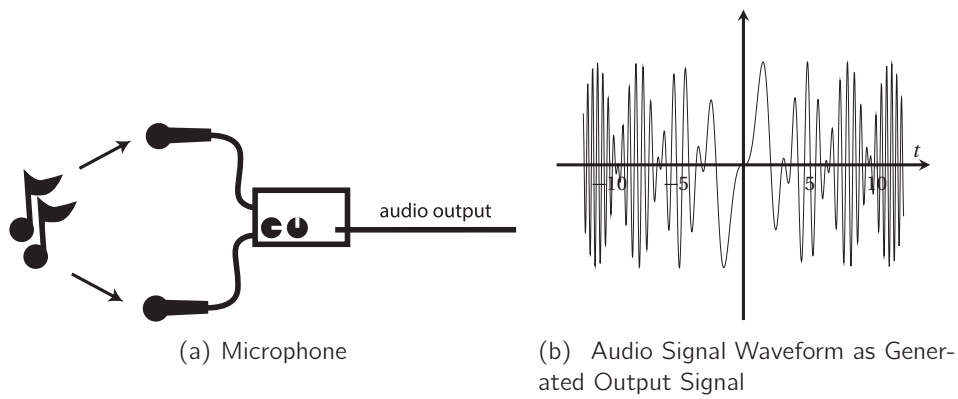 audio output
(a) Microphone
t
−10
−5
5
10
(b) Audio Signal Waveform as Gener-
ated Output Signal